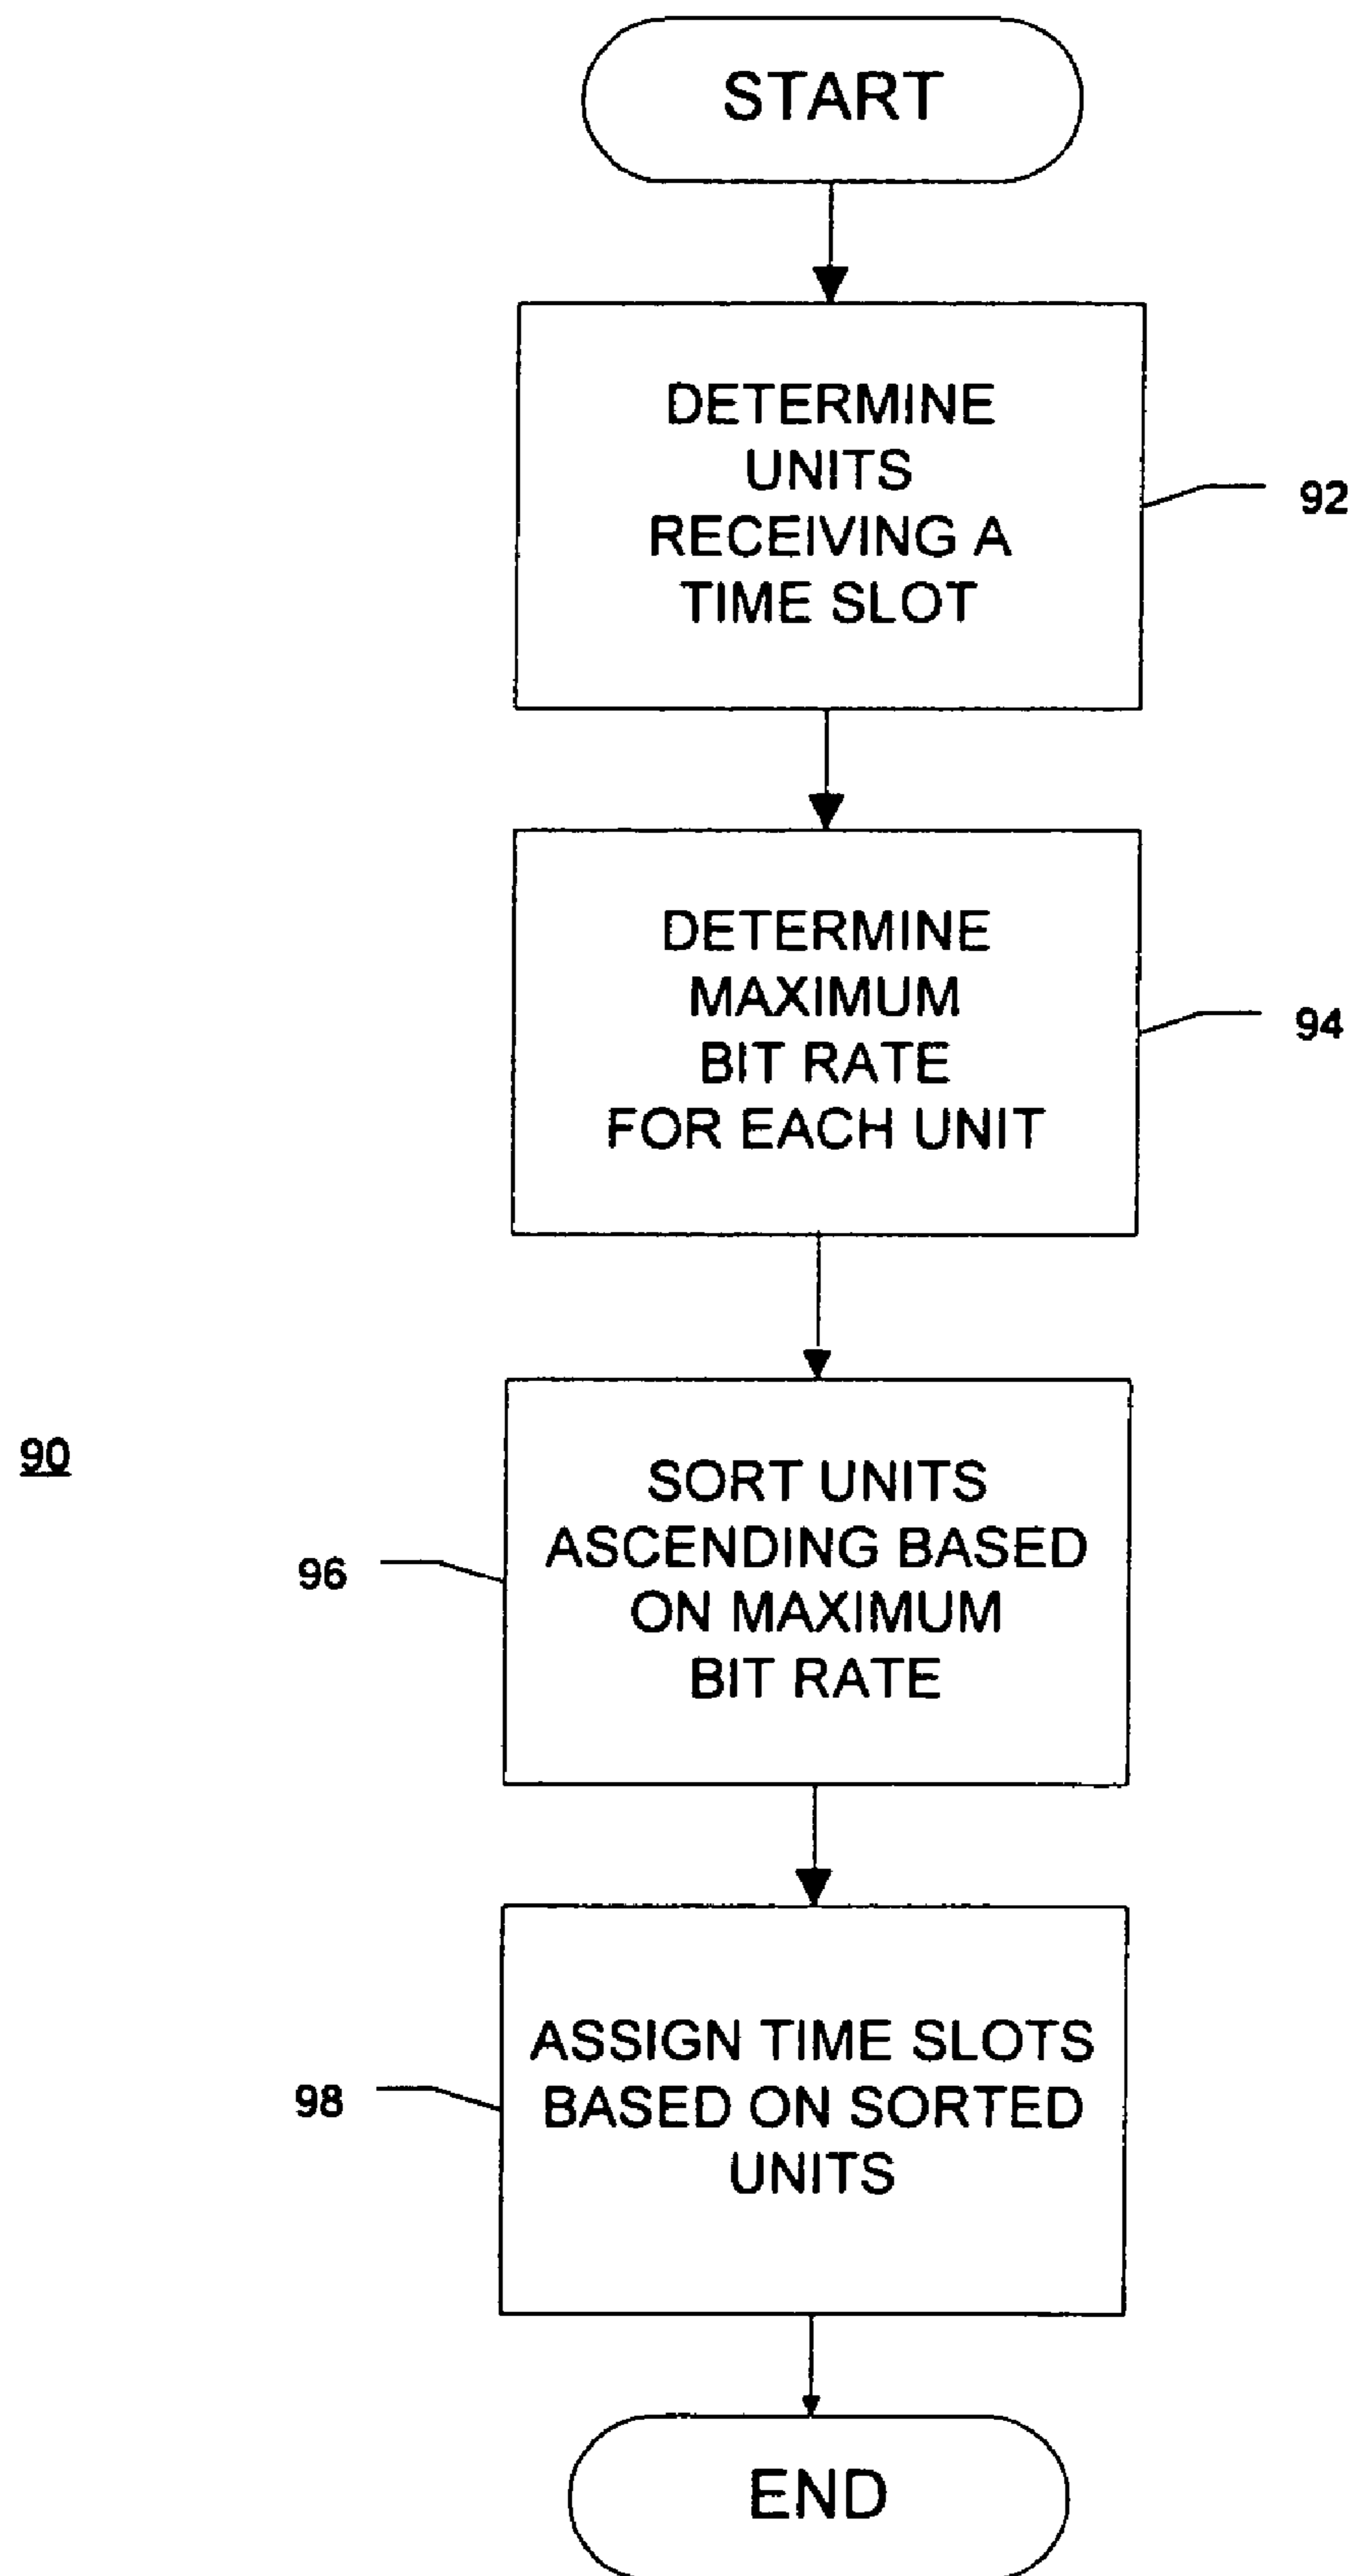 START
DETERMINE
UNITS
RECEIVING A
TIME SLOT
92
DETERMINE
MAXIMUM
BIT RATE
FOR EACH UNIT
94
90
SORT UNITS
ASCENDING BASED
ON MAXIMUM
BIT RATE
96
ASSIGN TIME SLOTS
BASED ON SORTED
UNITS
98
END